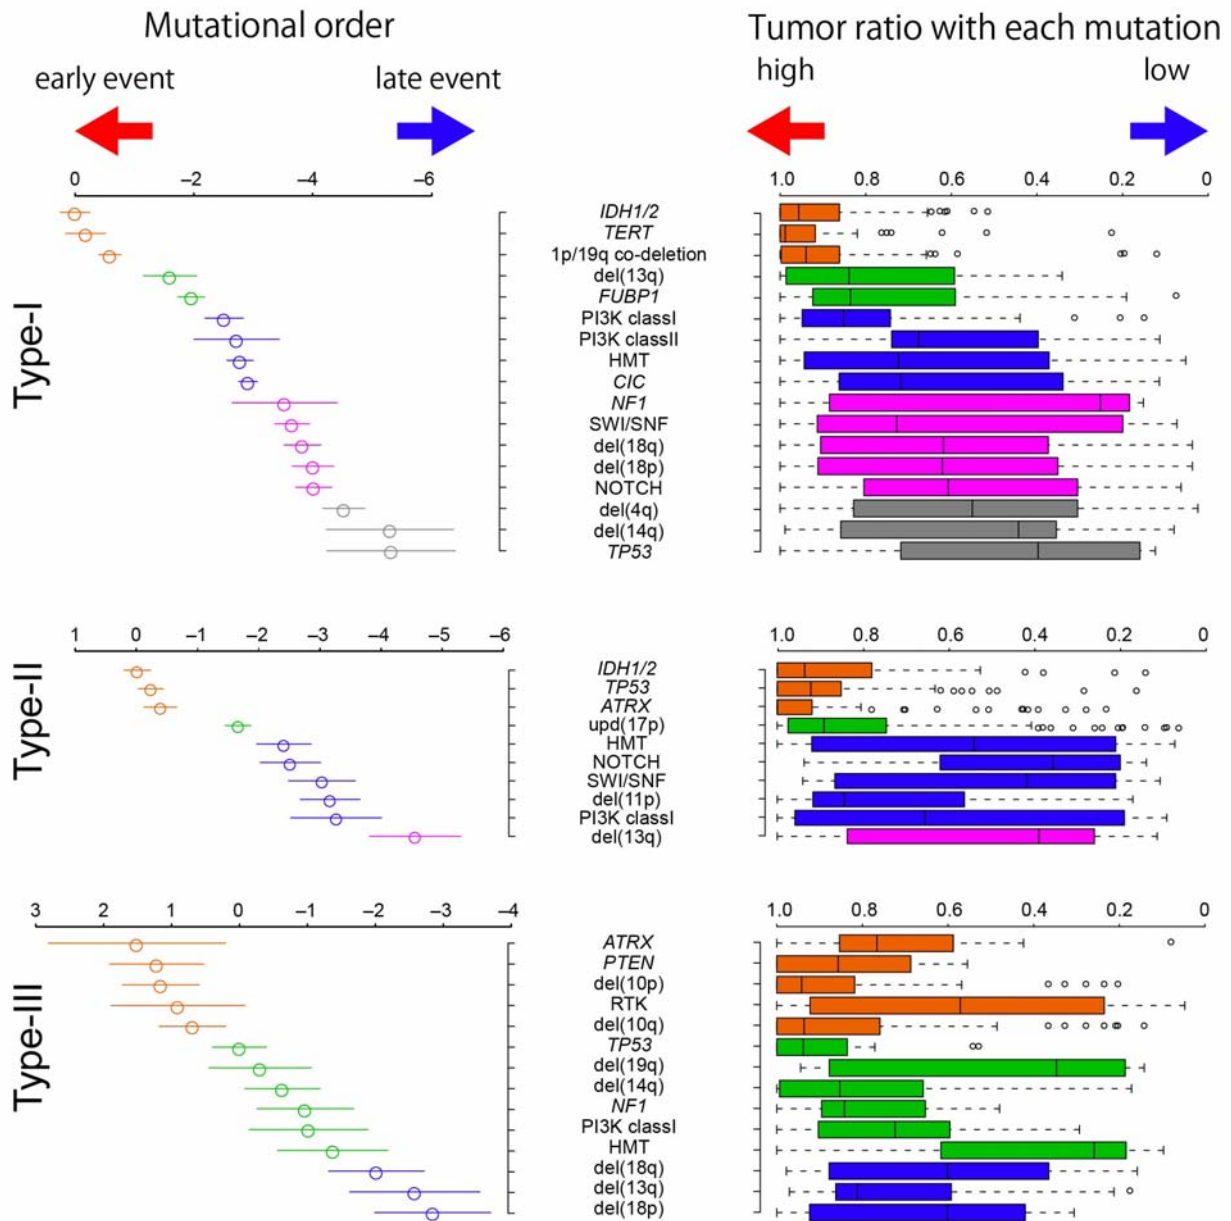 Mutational order
Tumor ratio with each mutation
early event
late event
high
low
0 −2 −4 −6
1.0 0.8 0.6 0.4 0.2 0
Type-I
IDH1/2
TERT
1p/19q co-deletion
del(13q)
FUBP1
PI3K classI
PI3K classII
HMT
CIC
NF1
SWI/SNF
del(18q)
del(18p)
NOTCH
del(4q)
del(14q)
TP53
1 0 −1 −2 −3 −4 −5 −6
1.0 0.8 0.6 0.4 0.2 0
Type-II
IDH1/2
TP53
ATRX
upd(17p)
HMT
NOTCH
SWI/SNF
del(11p)
PI3K classI
del(13q)
3 2 1 0 −1 −2 −3 −4
1.0 0.8 0.6 0.4 0.2 0
Type-III
ATRX
PTEN
del(10p)
RTK
del(10q)
TP53
del(19q)
del(14q)
NF1
PI3K classI
HMT
del(18q)
del(13q)
del(18p)